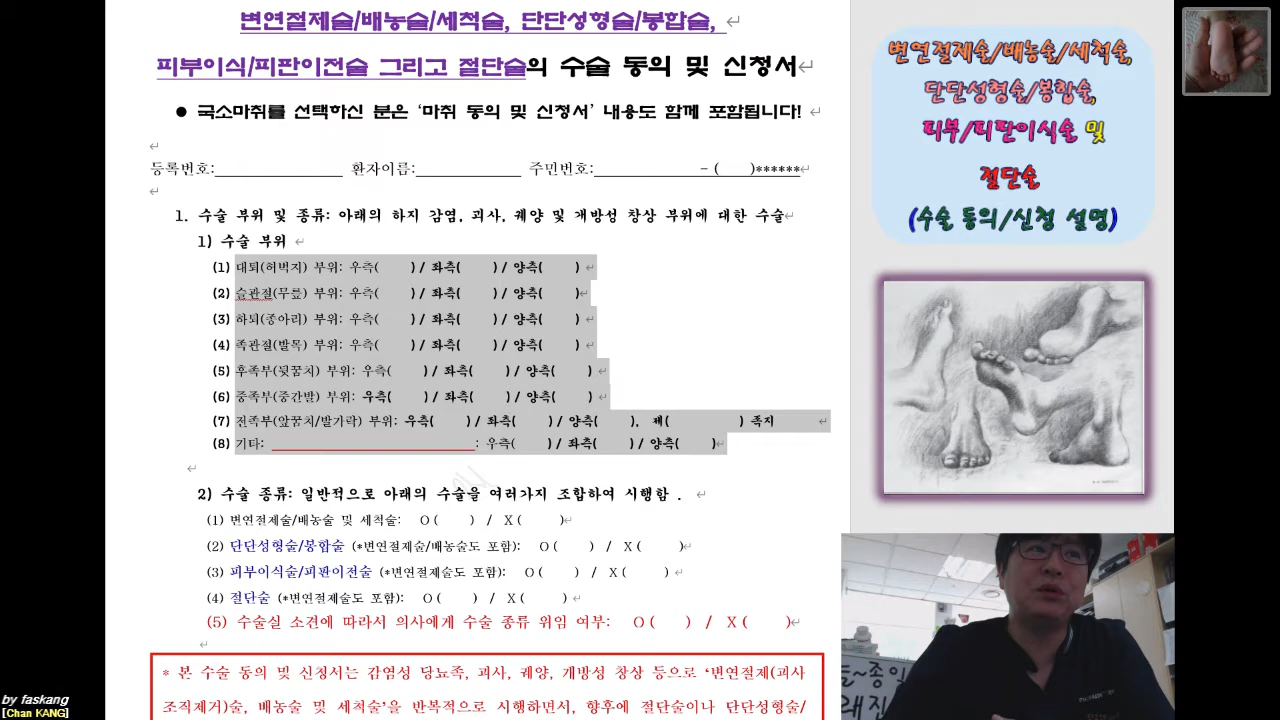 변연절제술/배농술/세척술, 단단성형술/봉합술,
피부이식/피판이전술 그리고 절단술의 수술 동의 및 신청서
● 국소마취를 선택하신 분은 ‘마취 동의 및 신청서’ 내용도 함께 포함됩니다!
등록번호:                환자이름:                주민번호:                – (    )******
1. 수술 부위 및 종류: 아래의 하지 감염, 괴사, 궤양 및 개방성 창상 부위에 대한 수술
1) 수술 부위
(1) 대퇴(허벅지) 부위: 우측(    ) / 좌측(    ) / 양측(    )
(2) 슬관절(무릎) 부위: 우측(    ) / 좌측(    ) / 양측(    )
(3) 하퇴(종아리) 부위: 우측(    ) / 좌측(    ) / 양측(    )
(4) 족관절(발목) 부위: 우측(    ) / 좌측(    ) / 양측(    )
(5) 후족부(뒷꿈치) 부위: 우측(    ) / 좌측(    ) / 양측(    )
(6) 중족부(중간발) 부위: 우측(    ) / 좌측(    ) / 양측(    )
(7) 전족부(앞꿈치/발가락) 부위: 우측(    ) / 좌측(    ) / 양측(    ), 제(        ) 족지
(8) 기타:                : 우측(    ) / 좌측(    ) / 양측(    )
2) 수술 종류: 일반적으로 아래의 수술을 여러가지 조합하여 시행함 .
(1) 변연절제술/배농술 및 세척술: O (    ) / X (    )
(2) 단단성형술/봉합술 (*변연절제술/배농술도 포함): O (    ) / X (    )
(3) 피부이식술/피판이전술 (*변연절제술도 포함): O (    ) / X (    )
(4) 절단술 (*변연절제술도 포함): O (    ) / X (    )
(5) 수술실 소견에 따라서 의사에게 수술 종류 위임 여부: O (    ) / X (    )
* 본 수술 동의 및 신청서는 감염성 당뇨족, 괴사, 궤양, 개방성 창상 등으로 ‘변연절제(괴사
조직제거)술, 배농술 및 세척술’을 반복적으로 시행하면서, 향후에 절단술이나 단단성형술/
변연절제술/배농술/세척술,
단단성형술/봉합술,
피부/피판이식술 및
절단술
(수술 동의/신청 설명)
들~종익
래진
by faskang
[Chan KANG]